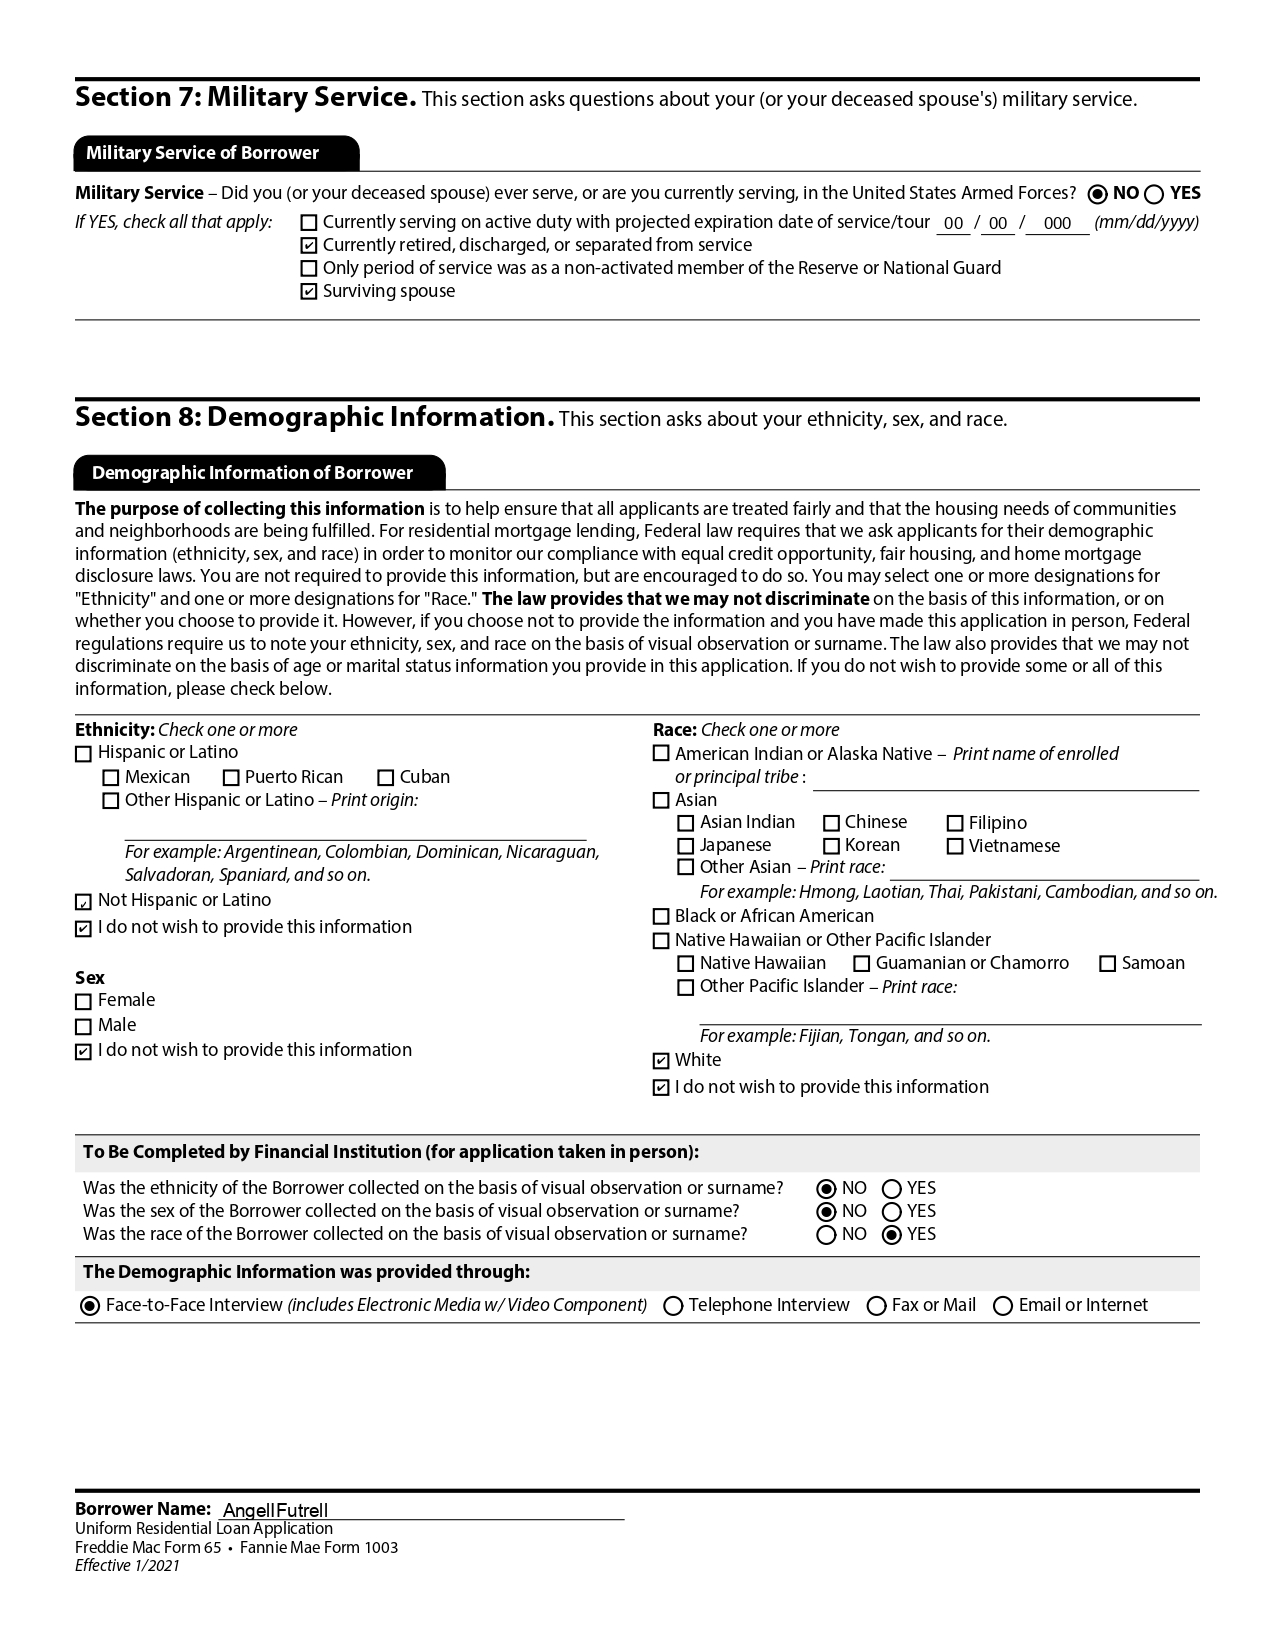 Section 7: Military Service. This section asks questions about your (or your deceased spouse's) military service.
Military Service of Borrower
Military Service – Did you (or your deceased spouse) ever serve, or are you currently serving, in the United States Armed Forces? NO YES
If YES, check all that apply: Currently serving on active duty with projected expiration date of service/tour 00 / 00 / 000 (mm/dd/yyyy)
Currently retired, discharged, or separated from service
Only period of service was as a non-activated member of the Reserve or National Guard
Surviving spouse
Section 8: Demographic Information. This section asks about your ethnicity, sex, and race.
Demographic Information of Borrower
The purpose of collecting this information is to help ensure that all applicants are treated fairly and that the housing needs of communities
and neighborhoods are being fulfilled. For residential mortgage lending, Federal law requires that we ask applicants for their demographic
information (ethnicity, sex, and race) in order to monitor our compliance with equal credit opportunity, fair housing, and home mortgage
disclosure laws. You are not required to provide this information, but are encouraged to do so. You may select one or more designations for
"Ethnicity" and one or more designations for "Race." The law provides that we may not discriminate on the basis of this information, or on
whether you choose to provide it. However, if you choose not to provide the information and you have made this application in person, Federal
regulations require us to note your ethnicity, sex, and race on the basis of visual observation or surname. The law also provides that we may not
discriminate on the basis of age or marital status information you provide in this application. If you do not wish to provide some or all of this
information, please check below.
Ethnicity: Check one or more
Hispanic or Latino
Mexican Puerto Rican Cuban
Other Hispanic or Latino – Print origin:
For example: Argentinean, Colombian, Dominican, Nicaraguan,
Salvadoran, Spaniard, and so on.
Not Hispanic or Latino
I do not wish to provide this information
Sex
Female
Male
I do not wish to provide this information
Race: Check one or more
American Indian or Alaska Native – Print name of enrolled
or principal tribe :
Asian
Asian Indian Chinese Filipino
Japanese Korean Vietnamese
Other Asian – Print race:
For example: Hmong, Laotian, Thai, Pakistani, Cambodian, and so on.
Black or African American
Native Hawaiian or Other Pacific Islander
Native Hawaiian Guamanian or Chamorro Samoan
Other Pacific Islander – Print race:
For example: Fijian, Tongan, and so on.
White
I do not wish to provide this information
To Be Completed by Financial Institution (for application taken in person):
Was the ethnicity of the Borrower collected on the basis of visual observation or surname? NO YES
Was the sex of the Borrower collected on the basis of visual observation or surname? NO YES
Was the race of the Borrower collected on the basis of visual observation or surname? NO YES
The Demographic Information was provided through:
Face-to-Face Interview (includes Electronic Media w/ Video Component) Telephone Interview Fax or Mail Email or Internet
Borrower Name: AngellFutrell
Uniform Residential Loan Application
Freddie Mac Form 65 • Fannie Mae Form 1003
Effective 1/2021